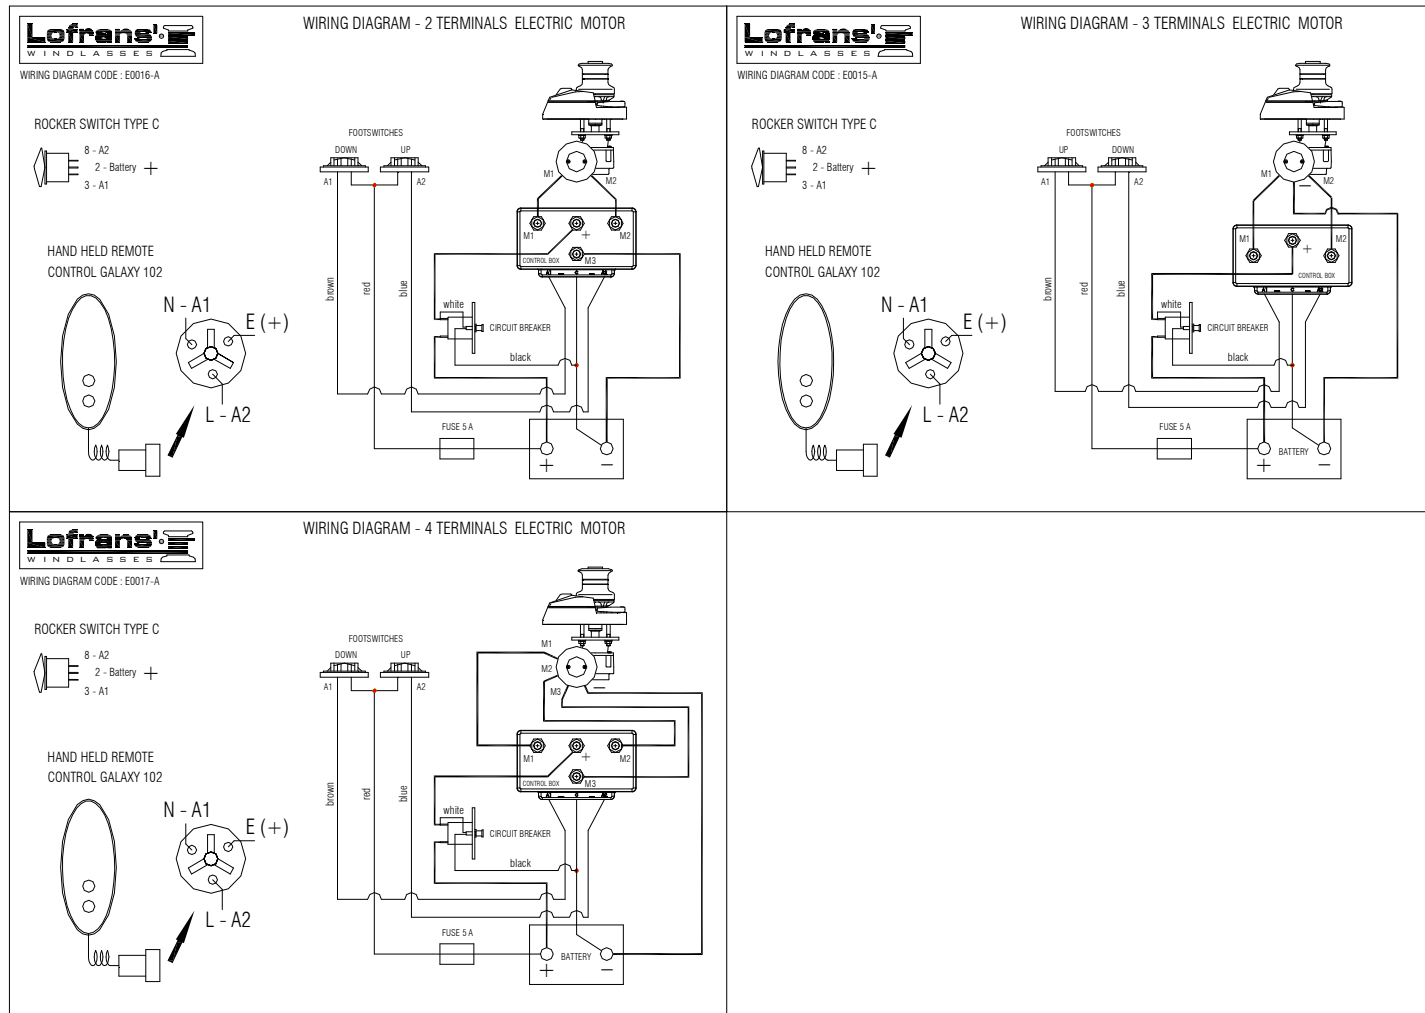 Lofrans'
WINDLASSES
WIRING DIAGRAM - 2 TERMINALS ELECTRIC MOTOR
WIRING DIAGRAM CODE : E0016-A
ROCKER SWITCH TYPE C
8 - A2
2 - Battery +
3 - A1
HAND HELD REMOTE
CONTROL GALAXY 102
N - A1
E (+)
L - A2
FOOTSWITCHES
DOWN UP
A1 A2
M1 M2
M1 + M2
CONTROL BOX M3
brown red blue
white
CIRCUIT BREAKER
black
FUSE 5 A
+ -
Lofrans'
WINDLASSES
WIRING DIAGRAM - 3 TERMINALS ELECTRIC MOTOR
WIRING DIAGRAM CODE : E0015-A
ROCKER SWITCH TYPE C
8 - A2
2 - Battery +
3 - A1
HAND HELD REMOTE
CONTROL GALAXY 102
N - A1
E (+)
L - A2
FOOTSWITCHES
UP DOWN
A1 A2
M1 - M2
M1 + M2
CONTROL BOX
brown red blue
white
CIRCUIT BREAKER
black
FUSE 5 A
BATTERY
+ -
Lofrans'
WINDLASSES
WIRING DIAGRAM - 4 TERMINALS ELECTRIC MOTOR
WIRING DIAGRAM CODE : E0017-A
ROCKER SWITCH TYPE C
8 - A2
2 - Battery +
3 - A1
HAND HELD REMOTE
CONTROL GALAXY 102
N - A1
E (+)
L - A2
FOOTSWITCHES
DOWN UP
A1 A2
M1
M2
M3 -
M1 + M2
CONTROL BOX M3
brown red blue
white
CIRCUIT BREAKER
black
FUSE 5 A
BATTERY
+ -